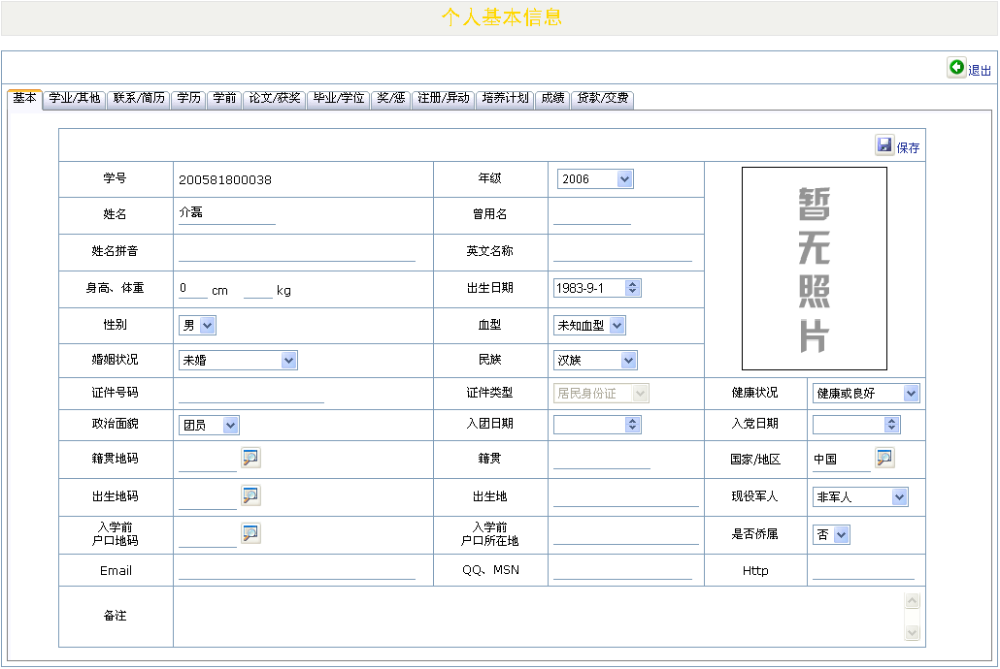 个人基本信息
退出
基本 学业/其他 联系/简历 学历 学前 论文/获奖 毕业/学位 奖/惩 注册/异动 培养计划 成绩 贷款/交费
保存
学号 200581800038 年级 2006
姓名 介磊 曾用名
姓名拼音 英文名称
身高、体重 0 cm kg 出生日期 1983-9-1
性别 男 血型 未知血型
婚姻状况 未婚 民族 汉族
暂
无
照
片
证件号码 证件类型 居民身份证 健康状况 健康或良好
政治面貌 团员 入团日期 入党日期
籍贯地码 籍贯 国家/地区 中国
出生地码 出生地 现役军人 非军人
入学前
户口地码
入学前
户口所在地
是否侨属 否
Email QQ、MSN Http
备注